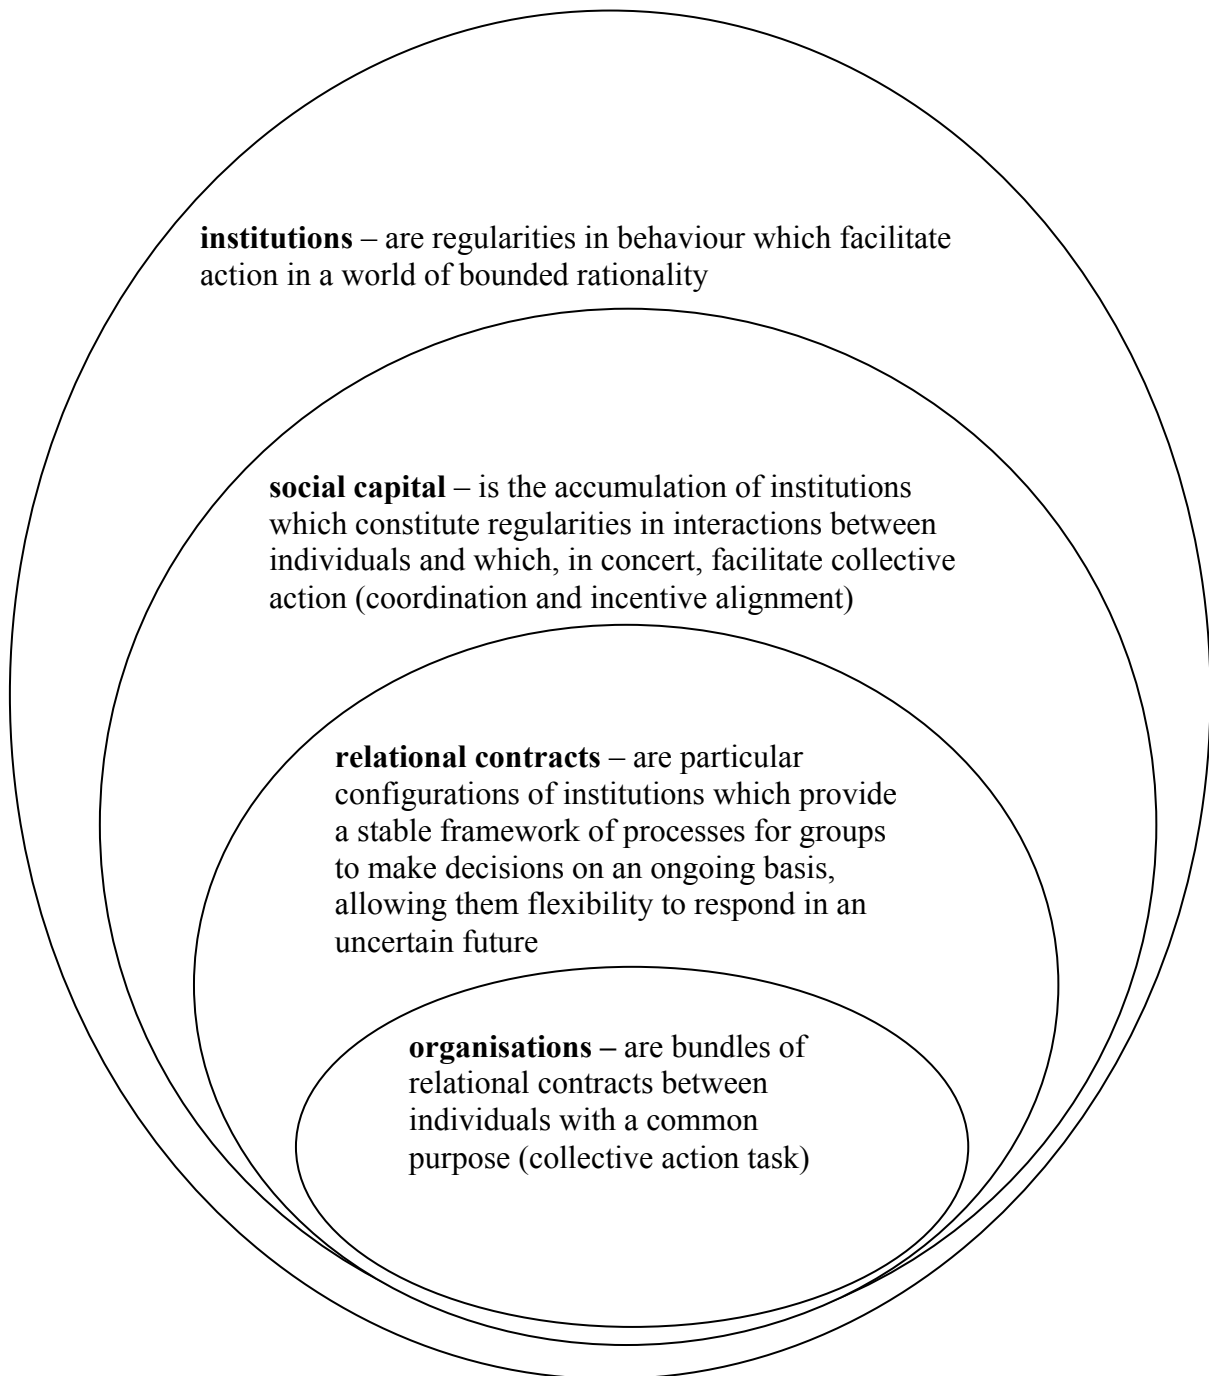 institutions – are regularities in behaviour which facilitate
action in a world of bounded rationality
social capital – is the accumulation of institutions
which constitute regularities in interactions between
individuals and which, in concert, facilitate collective
action (coordination and incentive alignment)
relational contracts – are particular
configurations of institutions which provide
a stable framework of processes for groups
to make decisions on an ongoing basis,
allowing them flexibility to respond in an
uncertain future
organisations – are bundles of
relational contracts between
individuals with a common
purpose (collective action task)